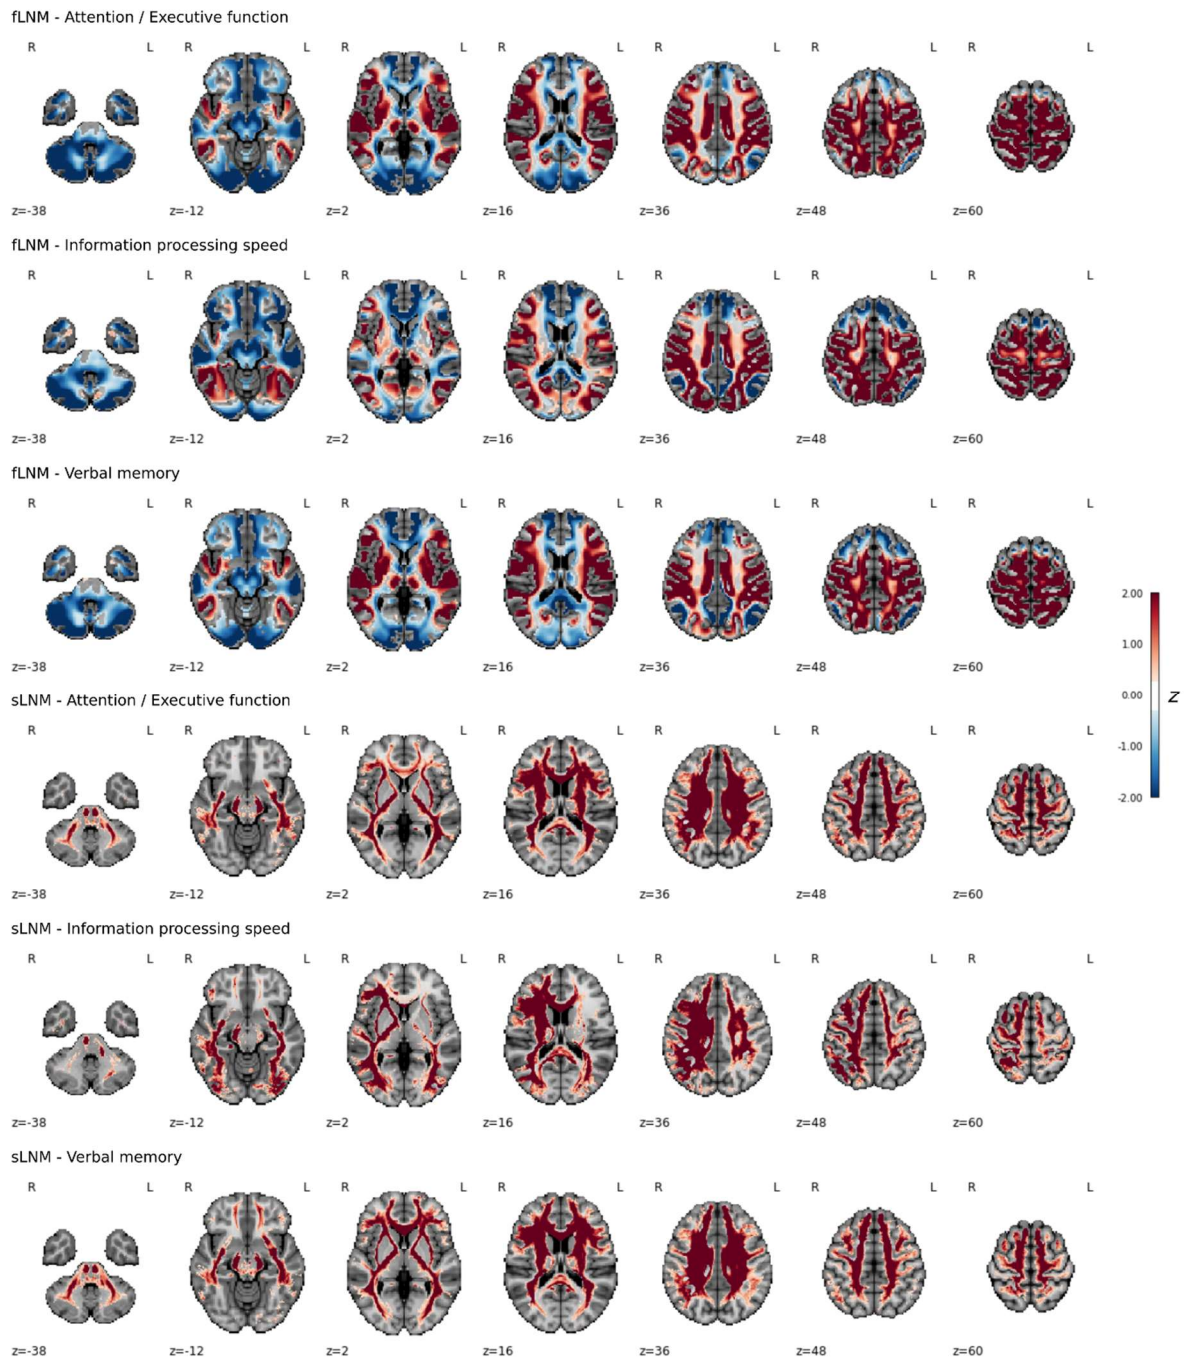 fLNM - Attention / Executive function
R L R L R L R L R L R L R L
z=-38 z=-12 z=2 z=16 z=36 z=48 z=60
fLNM - Information processing speed
R L R L R L R L R L R L R L
z=-38 z=-12 z=2 z=16 z=36 z=48 z=60
fLNM - Verbal memory
R L R L R L R L R L R L R L
2.00
1.00
z=-38 z=-12 z=2 z=16 z=36 z=48 z=60
0.00 Z
sLNM - Attention / Executive function
R L R L R L R L R L R L R L
-1.00
-2.00
z=-38 z=-12 z=2 z=16 z=36 z=48 z=60
sLNM - Information processing speed
R L R L R L R L R L R L R L
z=-38 z=-12 z=2 z=16 z=36 z=48 z=60
sLNM - Verbal memory
R L R L R L R L R L R L R L
z=-38 z=-12 z=2 z=16 z=36 z=48 z=60